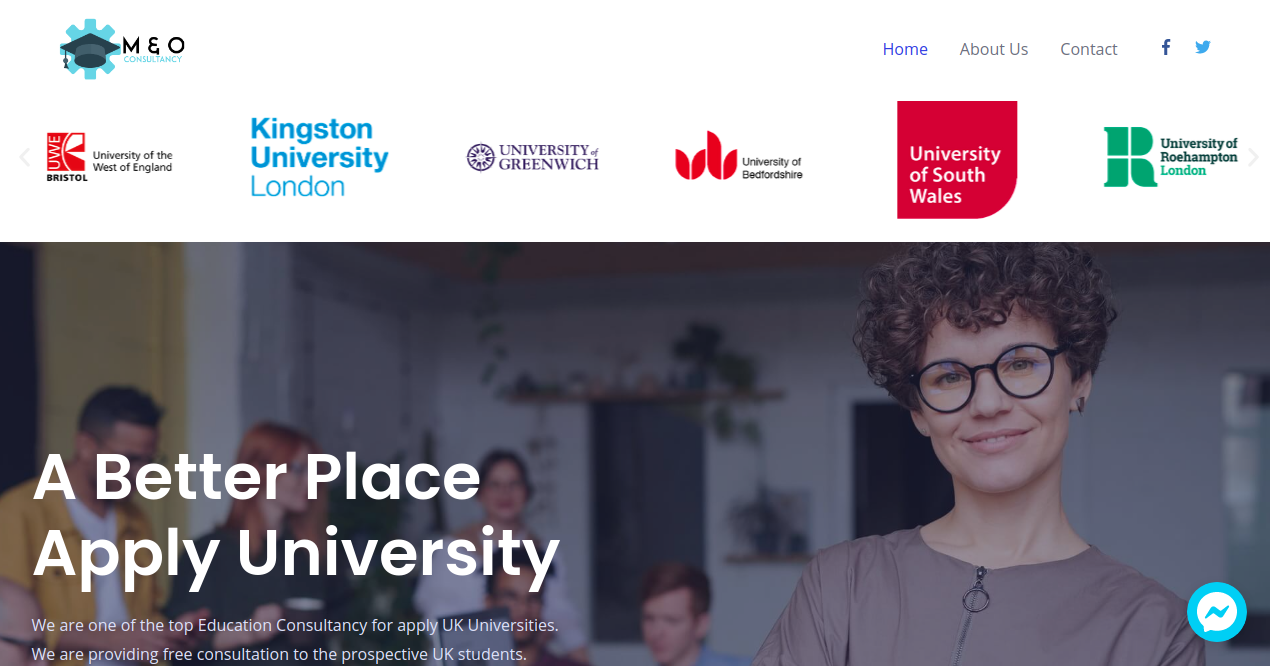 M & O
CONSULTANCY
Home
About Us
Contact
UWE
BRISTOL
University of the
West of England
Kingston
University
London
UNIVERSITY of
GREENWICH
University of
Bedfordshire
University
of South
Wales
University of
Roehampton
London
A Better Place
Apply University
We are one of the top Education Consultancy for apply UK Universities.
We are providing free consultation to the prospective UK students.